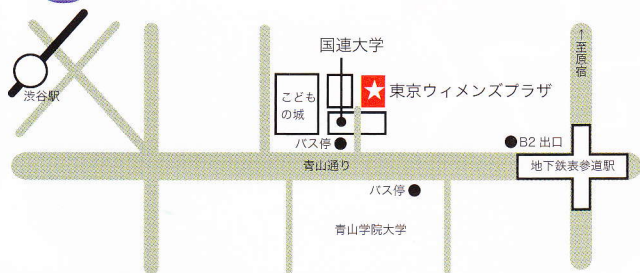 国連大学
↑至原宿
渋谷駅
こども
の城
東京ウィメンズプラザ
バス停
B2 出口
青山通り
地下鉄表参道駅
バス停
青山学院大学